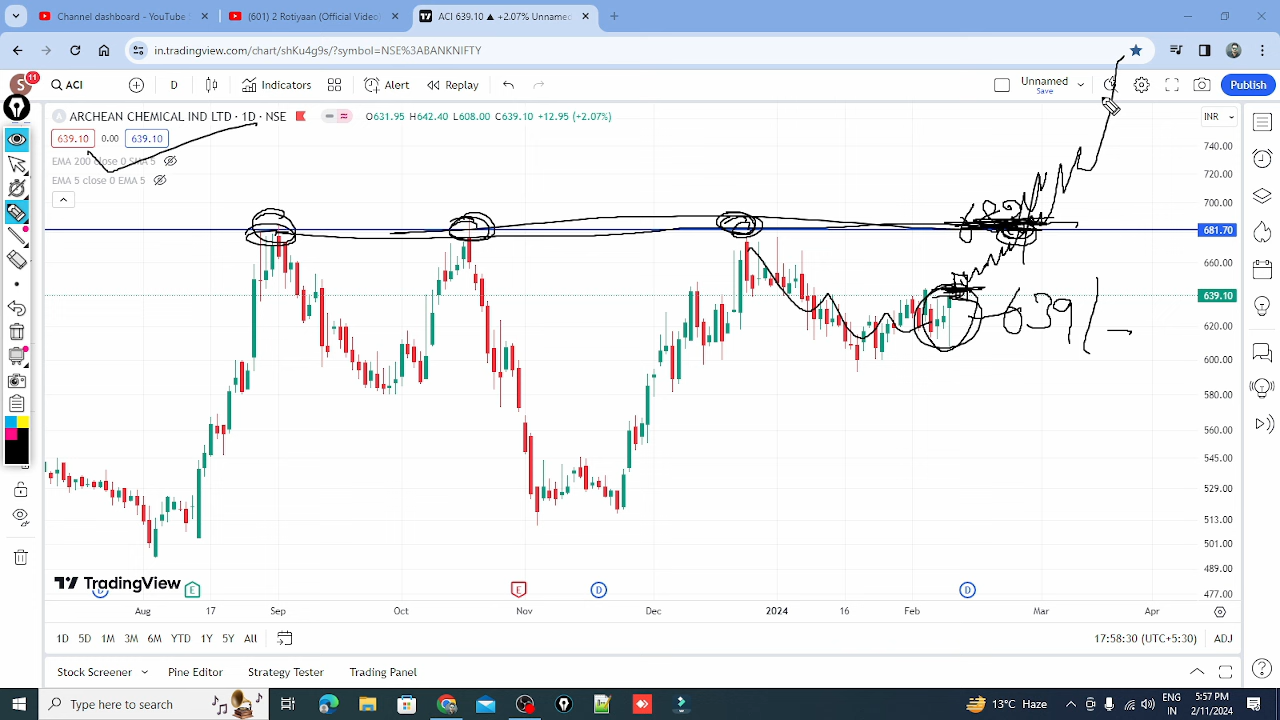 Channel dashboard - YouTube S
(601) 2 Rotiyaan (Official Video)
ACI 639.10 ▲ +2.07% Unnamed
in.tradingview.com/chart/shKu4g9s/?symbol=NSE%3ABANKNIFTY
S 11
ACI
D
Indicators
Alert
Replay
Unnamed
Save
Publish
ARCHEAN CHEMICAL IND LTD · 1D · NSE
O631.95 H642.40 L608.00 C639.10 +12.95 (+2.07%)
INR
639.10 0.00 639.10
EMA 200 close 0 SMA 5
EMA 5 close 0 EMA 5
740.00
720.00
700.00
681.70
660.00
639.10
620.00
600.00
580.00
560.00
545.00
529.00
513.00
501.00
489.00
477.00
639/-
TradingView
D E E D D
Aug 17 Sep Oct Nov Dec 2024 16 Feb Mar Apr
1D 5D 1M 3M 6M YTD 1Y 5Y All
17:58:30 (UTC+5:30) ADJ
Stock Screener Pine Editor Strategy Tester Trading Panel
Type here to search
13°C Haze
ENG
IN
5:57 PM
2/11/2024